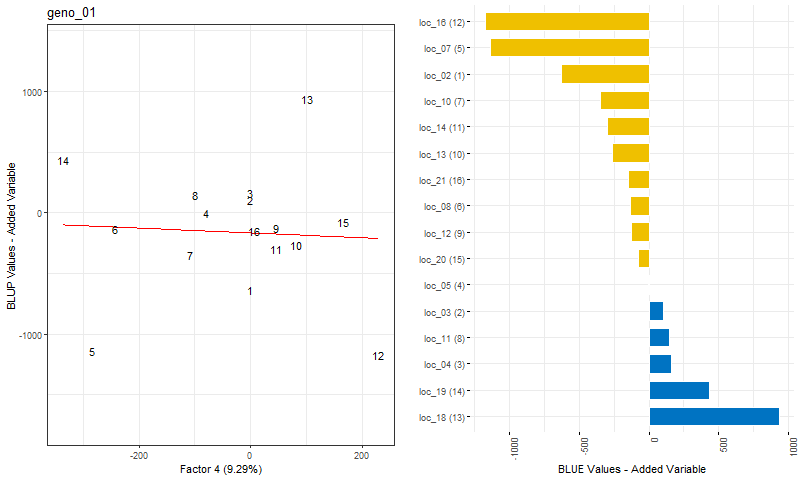 geno_01
BLUP Values - Added Variable
1000
0
-1000
13
14
8
3
2
4
15
6
16
9
7
11
10
1
5
12
-200
0
200
Factor 4 (9.29%)
loc_16 (12)
loc_07 (5)
loc_02 (1)
loc_10 (7)
loc_14 (11)
loc_13 (10)
loc_21 (16)
loc_08 (6)
loc_12 (9)
loc_20 (15)
loc_05 (4)
loc_03 (2)
loc_11 (8)
loc_04 (3)
loc_19 (14)
loc_18 (13)
-1000
-500
0
500
1000
BLUE Values - Added Variable